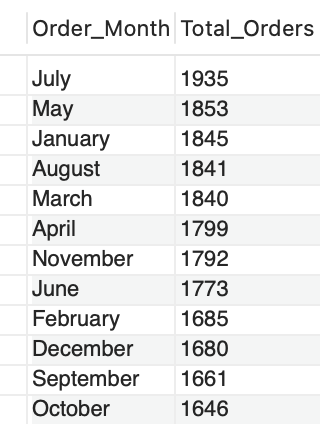 Order_Month Total_Orders
July 1935
May 1853
January 1845
August 1841
March 1840
April 1799
November 1792
June 1773
February 1685
December 1680
September 1661
October 1646